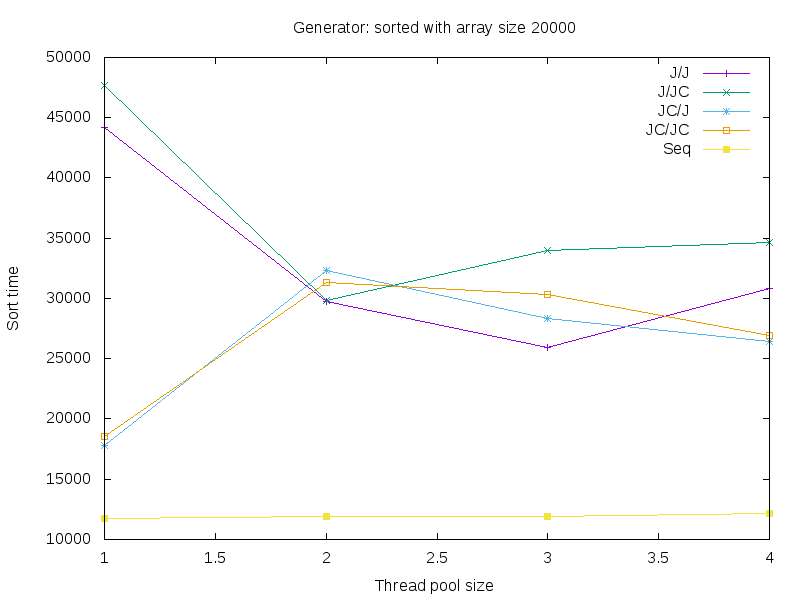 Generator: sorted with array size 20000
50000
45000
40000
35000
30000
25000
20000
15000
10000
Sort time
J/J
J/JC
JC/J
JC/JC
Seq
1
1.5
2
2.5
3
3.5
4
Thread pool size